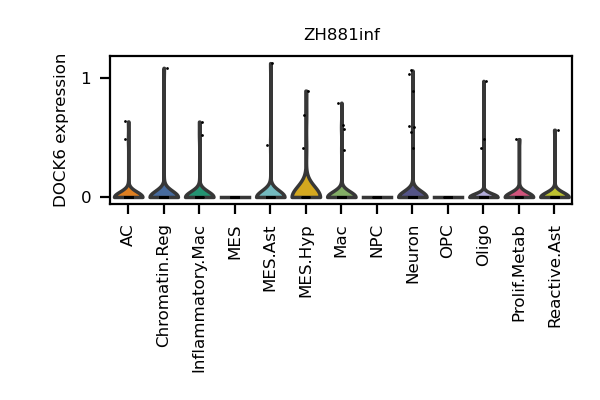 ZH881inf
DOCK6 expression
1
0
AC
Chromatin.Reg
Inflammatory.Mac
MES
MES.Ast
MES.Hyp
Mac
NPC
Neuron
OPC
Oligo
Prolif.Metab
Reactive.Ast